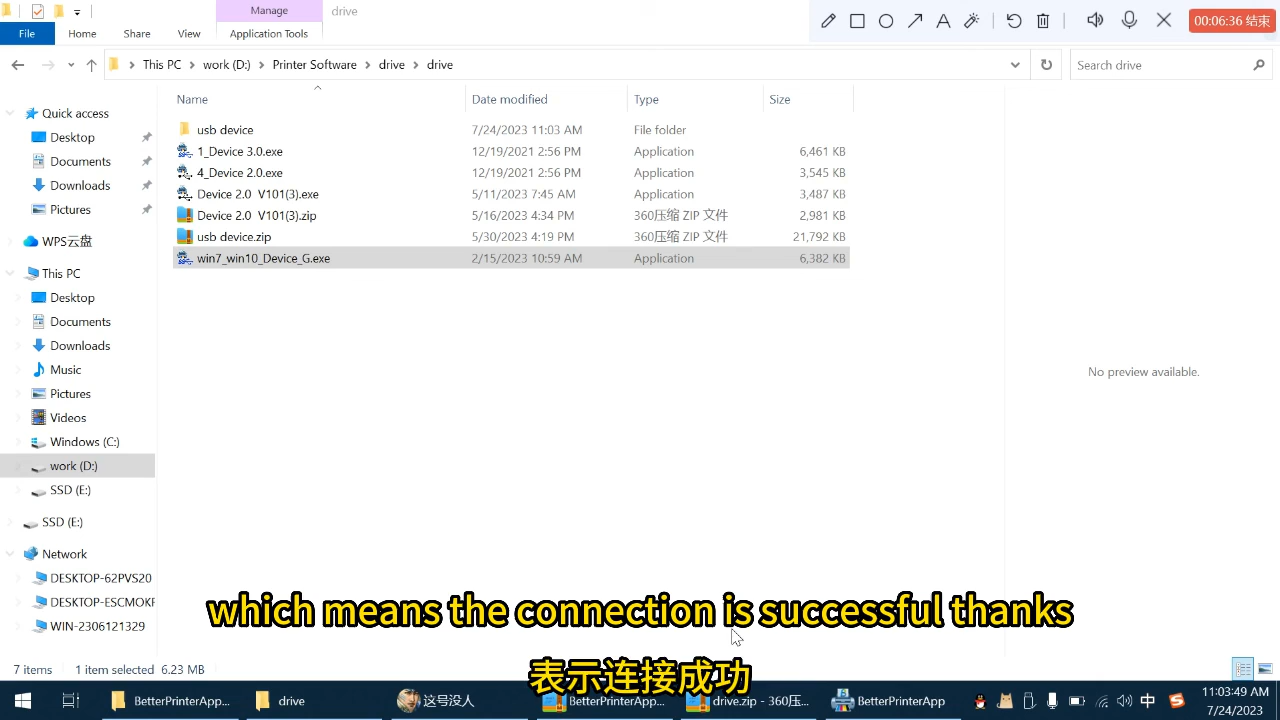 Manage
drive
00:06:36 结束
File
Home
Share
View
Application Tools
This PC
work (D:)
Printer Software
drive
drive
Search drive
Name
Date modified
Type
Size
usb device
7/24/2023 11:03 AM
File folder
1_Device 3.0.exe
12/19/2021 2:56 PM
Application
6,461 KB
4_Device 2.0.exe
12/19/2021 2:56 PM
Application
3,545 KB
Device 2.0 V101(3).exe
5/11/2023 7:45 AM
Application
3,487 KB
Device 2.0 V101(3).zip
5/16/2023 4:34 PM
360压缩 ZIP 文件
2,981 KB
usb device.zip
5/30/2023 4:19 PM
360压缩 ZIP 文件
21,792 KB
win7_win10_Device_G.exe
2/15/2023 10:59 AM
Application
6,382 KB
Quick access
Desktop
Documents
Downloads
Pictures
WPS云盘
This PC
Desktop
Documents
Downloads
Music
Pictures
Videos
Windows (C:)
work (D:)
SSD (E:)
SSD (E:)
Network
DESKTOP-62PVS20
DESKTOP-ESCMOKF
WIN-2306121329
No preview available.
which means the connection is successful thanks
表示连接成功
7 items
1 item selected 6.23 MB
BetterPrinterApp...
drive
这号没人
BetterPrinterApp...
drive.zip - 360压...
BetterPrinterApp
中
11:03:49 AM
7/24/2023